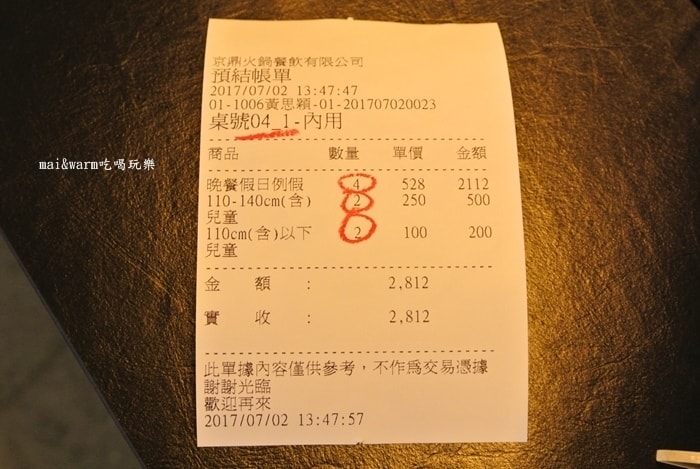 京鼎火鍋餐飲有限公司
預結帳單
2017/07/02 13:47:47
01-1006黃思穎-01-201707020023
桌號04_1-內用
商品 數量 單價 金額
晚餐假日例假 4 528 2112
110-140cm(含) 2 250 500
兒童
110cm(含)以下 2 100 200
兒童
金 額 : 2,812
實 收 : 2,812
此單據內容僅供參考，不作為交易憑據
謝謝光臨
歡迎再來
2017/07/02 13:47:57
mai&warm吃喝玩樂